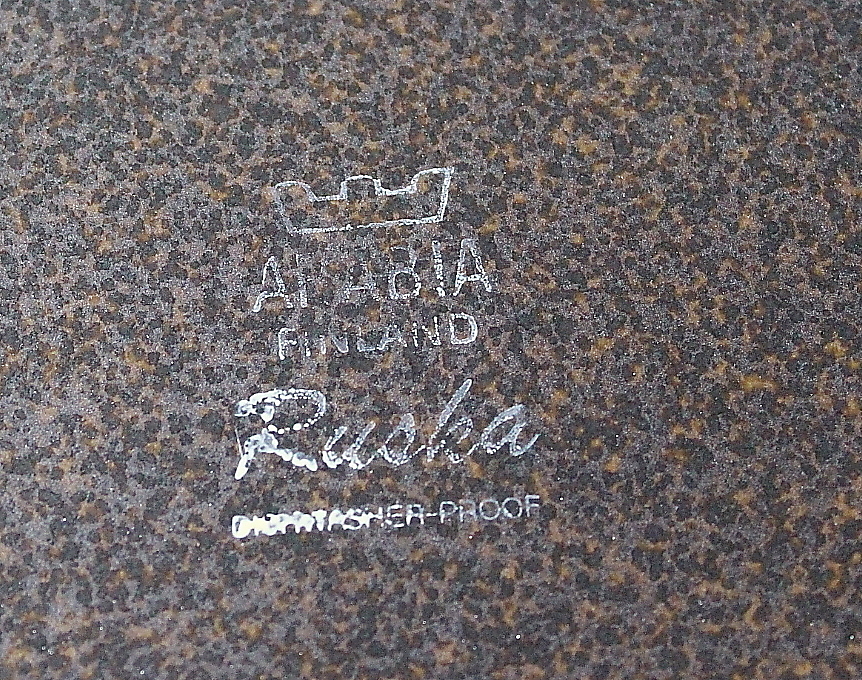 ARABIA
FINLAND
Ruska
DISHWASHER-PROOF